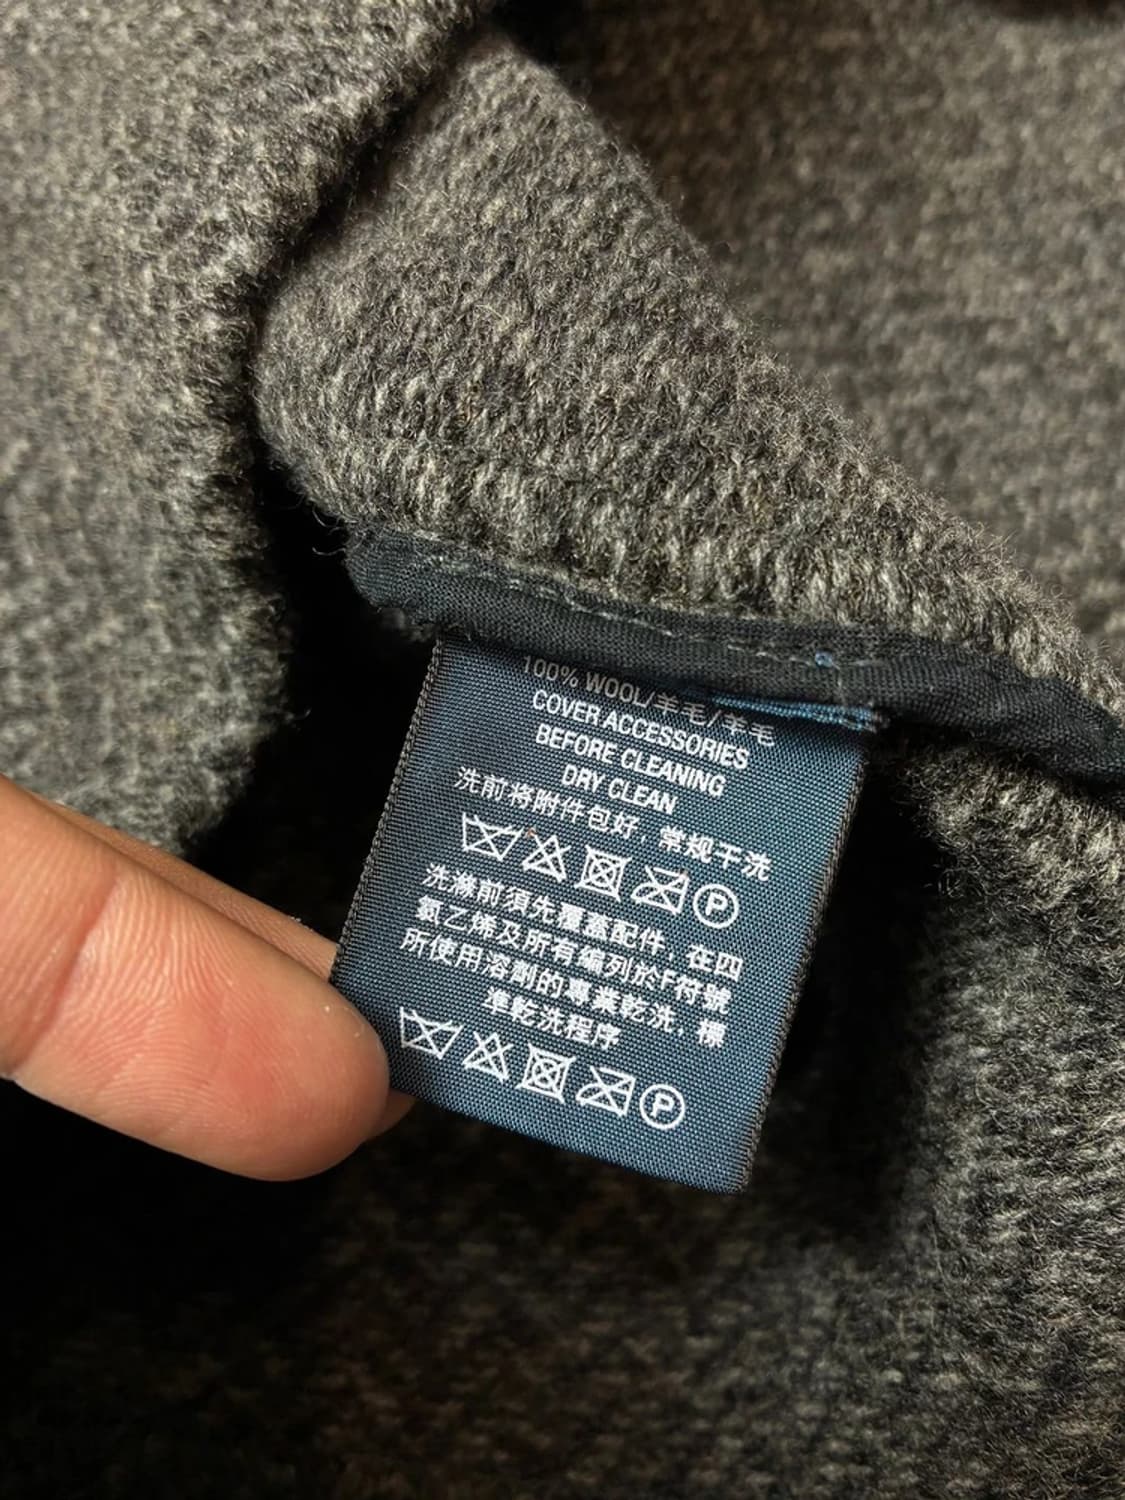 100% WOOL/羊毛/羊毛
COVER ACCESSORIES
BEFORE CLEANING
DRY CLEAN
洗前将附件包好, 常规干洗
P
洗滌前須先覆蓋配件, 在四
氯乙烯及所有編列於F符號
所使用溶劑的專業乾洗. 標
準乾洗程序
P